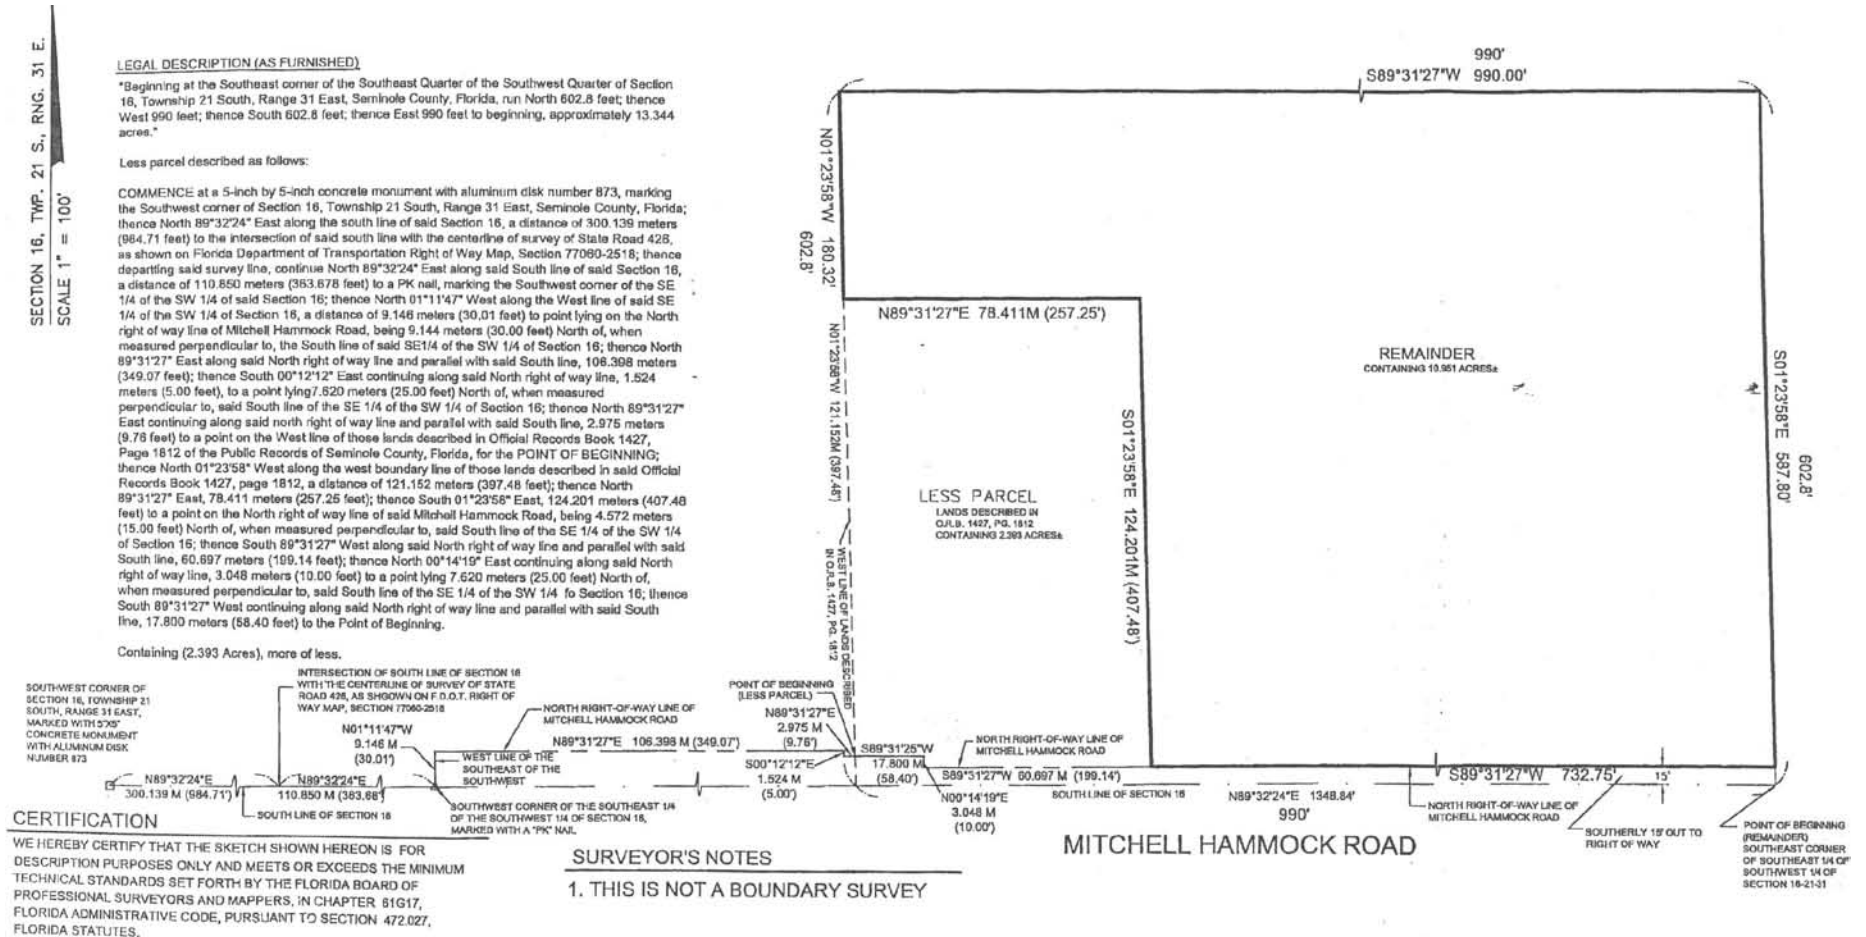 SECTION 16, TWP. 21 S., RNG. 31 E.
SCALE 1" = 100'
LEGAL DESCRIPTION (AS FURNISHED)
"Beginning at the Southeast corner of the Southeast Quarter of the Southwest Quarter of Section
16, Township 21 South, Range 31 East, Seminole County, Florida, run North 602.8 feet; thence
West 990 feet; thence South 602.8 feet; thence East 990 feet to beginning, approximately 13.344
acres."
Less parcel described as follows:
COMMENCE at a 5-inch by 5-inch concrete monument with aluminum disk number 873, marking
the Southwest corner of Section 16, Township 21 South, Range 31 East, Seminole County, Florida;
thence North 89°32'24" East along the south line of said Section 16, a distance of 300.139 meters
(984.71 feet) to the intersection of said south line with the centerline of survey of State Road 426,
as shown on Florida Department of Transportation Right of Way Map, Section 77060-2518; thence
departing said survey line, continue North 89°32'24" East along said South line of said Section 16,
a distance of 110.850 meters (363.678 feet) to a PK nail, marking the Southwest corner of the SE
1/4 of the SW 1/4 of said Section 16; thence North 01°11'47" West along the West line of said SE
1/4 of the SW 1/4 of Section 16, a distance of 9.146 meters (30.01 feet) to point lying on the North
right of way line of Mitchell Hammock Road, being 9.144 meters (30.00 feet) North of, when
measured perpendicular to, the South line of said SE1/4 of the SW 1/4 of Section 16; thence North
89°31'27" East along said North right of way line and parallel with said South line, 106.398 meters
(349.07 feet); thence South 00°12'12" East continuing along said North right of way line, 1.524
meters (5.00 feet), to a point lying7.620 meters (25.00 feet) North of, when measured
perpendicular to, said South line of the SE 1/4 of the SW 1/4 of Section 16; thence North 89°31'27"
East continuing along said north right of way line and parallel with said South line, 2.975 meters
(9.76 feet) to a point on the West line of those lands described in Official Records Book 1427,
Page 1812 of the Public Records of Seminole County, Florida, for the POINT OF BEGINNING;
thence North 01°23'58" West along the west boundary line of those lands described in said Official
Records Book 1427, page 1812, a distance of 121.152 meters (397.48 feet); thence North
89°31'27" East, 78.411 meters (257.25 feet); thence South 01°23'58" East, 124.201 meters (407.48
feet) to a point on the North right of way line of said Mitchell Hammock Road, being 4.572 meters
(15.00 feet) North of, when measured perpendicular to, said South line of the SE 1/4 of the SW 1/4
of Section 16; thence South 89°31'27" West along said North right of way line and parallel with said
South line, 60.697 meters (199.14 feet); thence North 00°14'19" East continuing along said North
right of way line, 3.048 meters (10.00 feet) to a point lying 7.620 meters (25.00 feet) North of,
when measured perpendicular to, said South line of the SE 1/4 of the SW 1/4 fo Section 16; thence
South 89°31'27" West continuing along said North right of way line and parallel with said South
line, 17.800 meters (58.40 feet) to the Point of Beginning.
Containing (2.393 Acres), more of less.
990'
S89°31'27"W 990.00'
N01°23'58"W 180.32'
602.8'
N89°31'27"E 78.411M (257.25')
REMAINDER
CONTAINING 10.951 ACRES±
N01°23'58"W 121.152M (397.48')
S01°23'58"E 124.201M (407.48')
S01°23'58"E 587.80'
602.8'
LESS PARCEL
LANDS DESCRIBED IN
O.R.B. 1427, PG. 1812
CONTAINING 2.393 ACRES±
WEST LINE OF LANDS DESCRIBED
IN O.R.B. 1427, PG. 1812
SOUTHWEST CORNER OF
SECTION 16, TOWNSHIP 21
SOUTH, RANGE 31 EAST,
MARKED WITH 5"X5"
CONCRETE MONUMENT
WITH ALUMINUM DISK
NUMBER 873
INTERSECTION OF SOUTH LINE OF SECTION 16
WITH THE CENTERLINE OF SURVEY OF STATE
ROAD 426, AS SHGOWN ON F.D.O.T. RIGHT OF
WAY MAP, SECTION 77060-2518
N01°11'47"W
9.146 M
(30.01)
NORTH RIGHT-OF-WAY LINE OF
MITCHELL HAMMOCK ROAD
N89°31'27"E 106.398 M (349.07')
WEST LINE OF THE
SOUTHEAST OF THE
SOUTHWEST
POINT OF BEGINNING
(LESS PARCEL)
N89°31'27"E
2.975 M
(9.76')
S00°12'12"E
1.524 M
(5.00')
S89°31'25"W
17.800 M
(58.40')
NORTH RIGHT-OF-WAY LINE OF
MITCHELL HAMMOCK ROAD
S89°31'27"W 60.697 M (199.14')
N00°14'19"E
3.048 M
(10.00')
SOUTH LINE OF SECTION 16
N89°32'24"E 1348.84'
990'
S89°31'27"W 732.75'
15'
NORTH RIGHT-OF-WAY LINE OF
MITCHELL HAMMOCK ROAD
SOUTHERLY 15' OUT TO
RIGHT OF WAY
POINT OF BEGINNING
(REMAINDER)
SOUTHEAST CORNER
OF SOUTHEAST 1/4 OF
SOUTHWEST 1/4 OF
SECTION 16-21-31
N89°32'24"E
300.139 M (984.71')
N89°32'24"E
110.850 M (363.68')
SOUTH LINE OF SECTION 16
SOUTHWEST CORNER OF THE SOUTHEAST 1/4
OF THE SOUTHWEST 1/4 OF SECTION 16,
MARKED WITH A "PK" NAIL
MITCHELL HAMMOCK ROAD
CERTIFICATION
WE HEREBY CERTIFY THAT THE SKETCH SHOWN HEREON IS FOR
DESCRIPTION PURPOSES ONLY AND MEETS OR EXCEEDS THE MINIMUM
TECHNICAL STANDARDS SET FORTH BY THE FLORIDA BOARD OF
PROFESSIONAL SURVEYORS AND MAPPERS, IN CHAPTER 61G17,
FLORIDA ADMINISTRATIVE CODE, PURSUANT TO SECTION 472.027,
FLORIDA STATUTES.
SURVEYOR'S NOTES
1. THIS IS NOT A BOUNDARY SURVEY